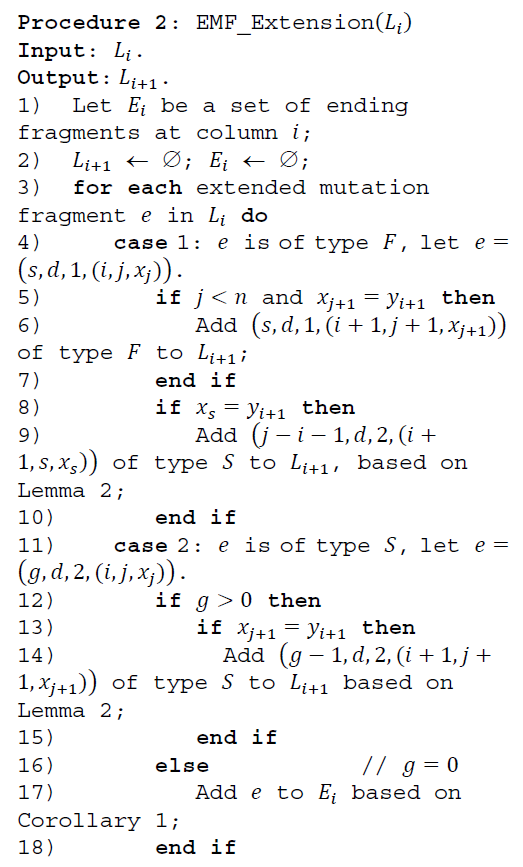 Procedure 2: EMF_Extension(L_i)
Input: L_i.
Output: L_{i+1}.
1) Let E_i be a set of ending
fragments at column i;
2) L_{i+1} ← ∅; E_i ← ∅;
3) for each extended mutation
fragment e in L_i do
4) case 1: e is of type F, let e =
(s, d, 1, (i, j, x_j)).
5) if j < n and x_{j+1} = y_{i+1} then
6) Add (s, d, 1, (i + 1, j + 1, x_{j+1}))
of type F to L_{i+1};
7) end if
8) if x_s = y_{i+1} then
9) Add (j − i − 1, d, 2, (i +
1, s, x_s)) of type S to L_{i+1}, based on
Lemma 2;
10) end if
11) case 2: e is of type S, let e =
(g, d, 2, (i, j, x_j)).
12) if g > 0 then
13) if x_{j+1} = y_{i+1} then
14) Add (g − 1, d, 2, (i + 1, j +
1, x_{j+1})) of type S to L_{i+1} based on
Lemma 2;
15) end if
16) else // g = 0
17) Add e to E_i based on
Corollary 1;
18) end if